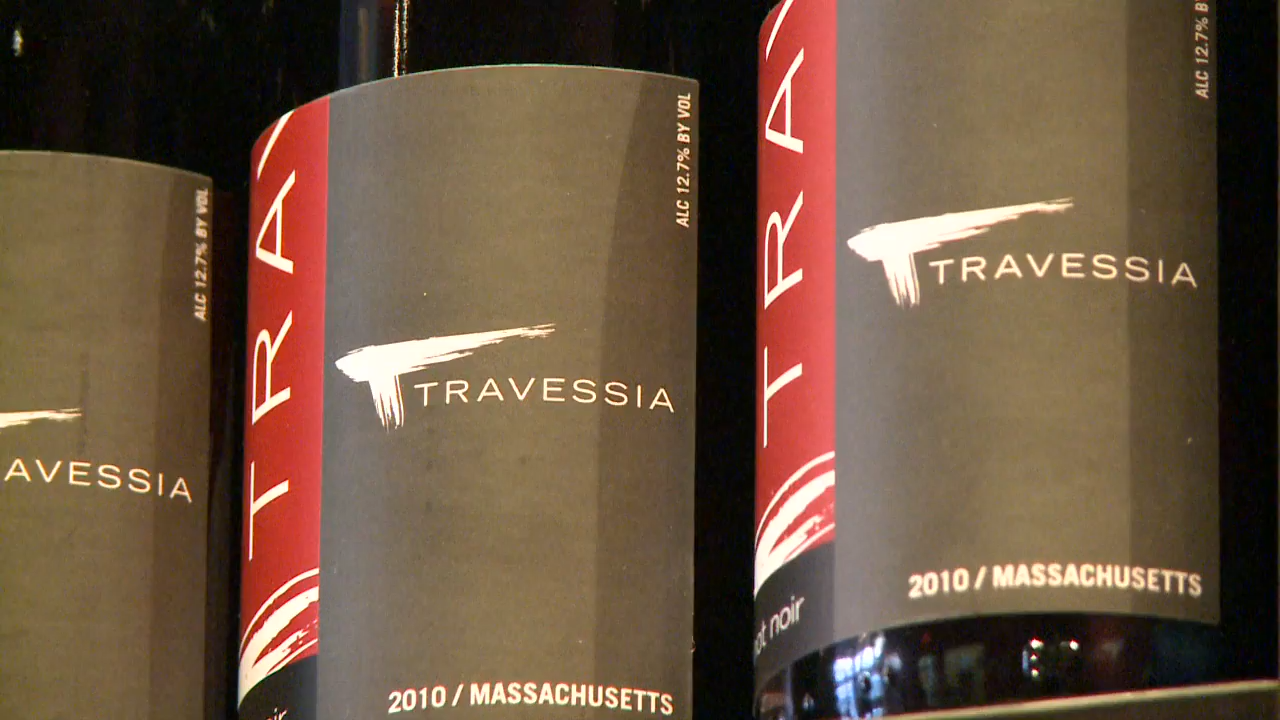 ALC 12.7% BY VOL
AVESSIA
TRA
ALC 12.7% BY VOL
TRAVESSIA
2010 / MASSACHUSETTS
TRA
ALC 12.7% B
TRAVESSIA
2010 / MASSACHUSETTS
ot noir